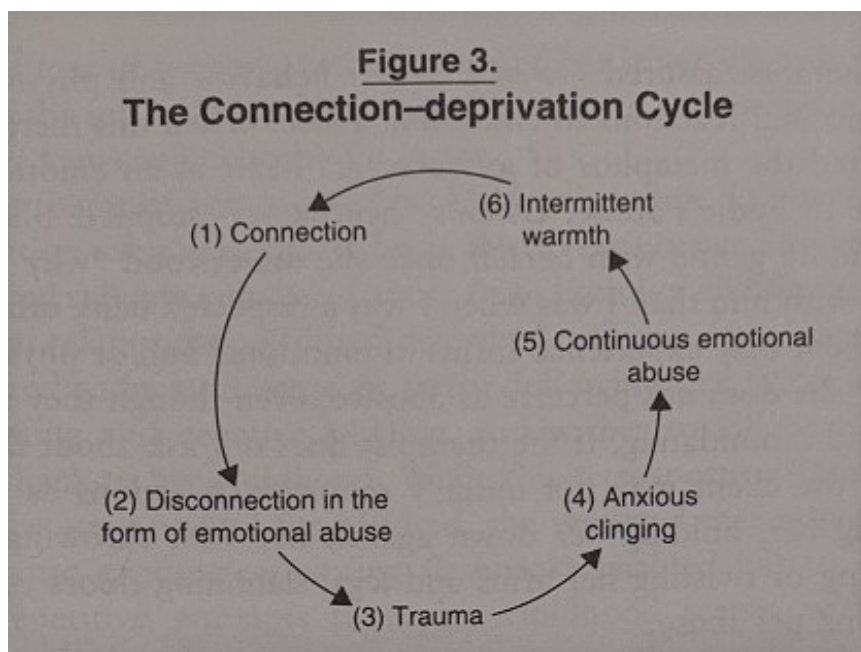 Figure 3.
The Connection–deprivation Cycle
(1) Connection
(2) Disconnection in the
form of emotional abuse
(3) Trauma
(4) Anxious
clinging
(5) Continuous emotional
abuse
(6) Intermittent
warmth